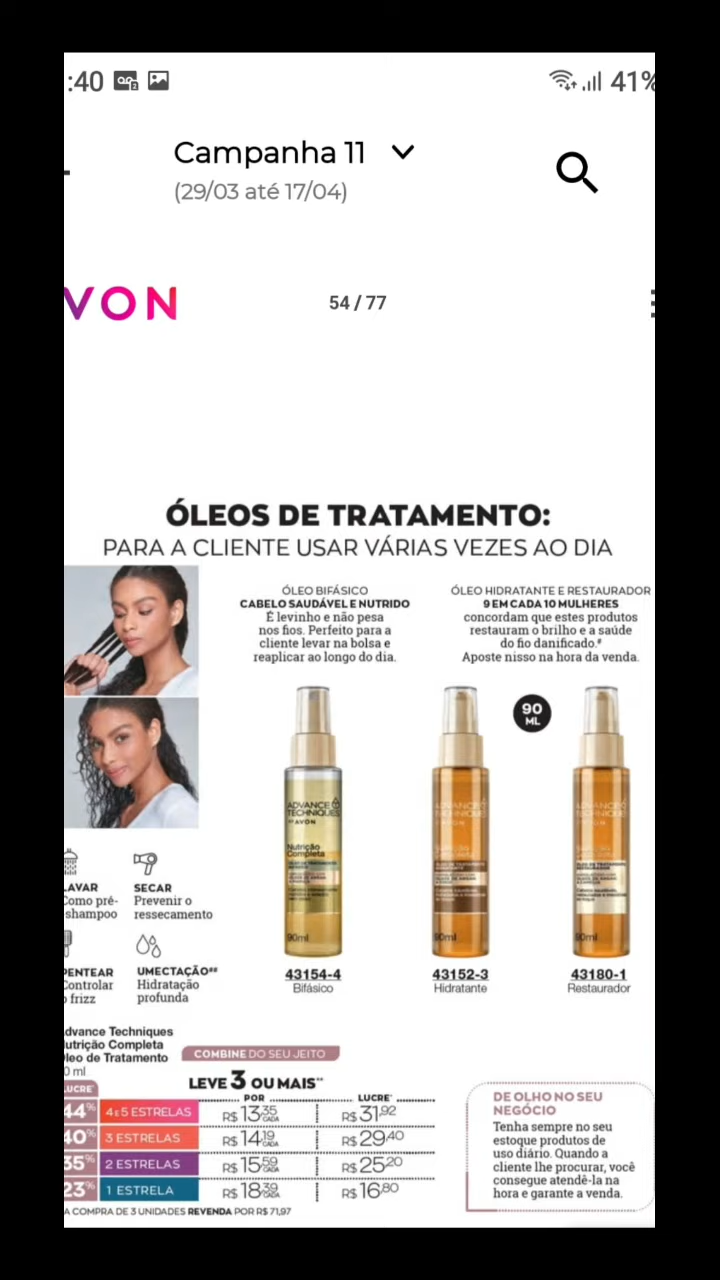 :40
41%
Campanha 11
(29/03 até 17/04)
VON
54 / 77
ÓLEOS DE TRATAMENTO:
PARA A CLIENTE USAR VÁRIAS VEZES AO DIA
ÓLEO BIFÁSICO
CABELO SAUDÁVEL E NUTRIDO
É levinho e não pesa
nos fios. Perfeito para a
cliente levar na bolsa e
reaplicar ao longo do dia.
ÓLEO HIDRATANTE E RESTAURADOR
9 EM CADA 10 MULHERES
concordam que estes produtos
restauram o brilho e a saúde
do fio danificado.#
Aposte nisso na hora da venda.
90
ML
ADVANCE
TECHNIQUES
BY AVON
Nutrição
Completa
90ml
ADVANCE
TECHNIQUES
90ml
ADVANCE
TECHNIQUES
90ml
LAVAR
Como pré-
shampoo
SECAR
Prevenir o
ressecamento
PENTEAR
Controlar
o frizz
UMECTAÇÃO##
Hidratação
profunda
43154-4
Bifásico
43152-3
Hidratante
43180-1
Restaurador
dvance Techniques
utrição Completa
leo de Tratamento
0 ml
COMBINE DO SEU JEITO
LEVE 3 OU MAIS**
LUCRE* POR LUCRE*
44% 4 E 5 ESTRELAS R$ 13,35 CADA R$ 31,92
40% 3 ESTRELAS R$ 14,19 CADA R$ 29,40
35% 2 ESTRELAS R$ 15,59 CADA R$ 25,20
23% 1 ESTRELA R$ 18,39 CADA R$ 16,80
A COMPRA DE 3 UNIDADES REVENDA POR R$ 71,97
DE OLHO NO SEU
NEGÓCIO
Tenha sempre no seu
estoque produtos de
uso diário. Quando a
cliente lhe procurar, você
consegue atendê-la na
hora e garante a venda.